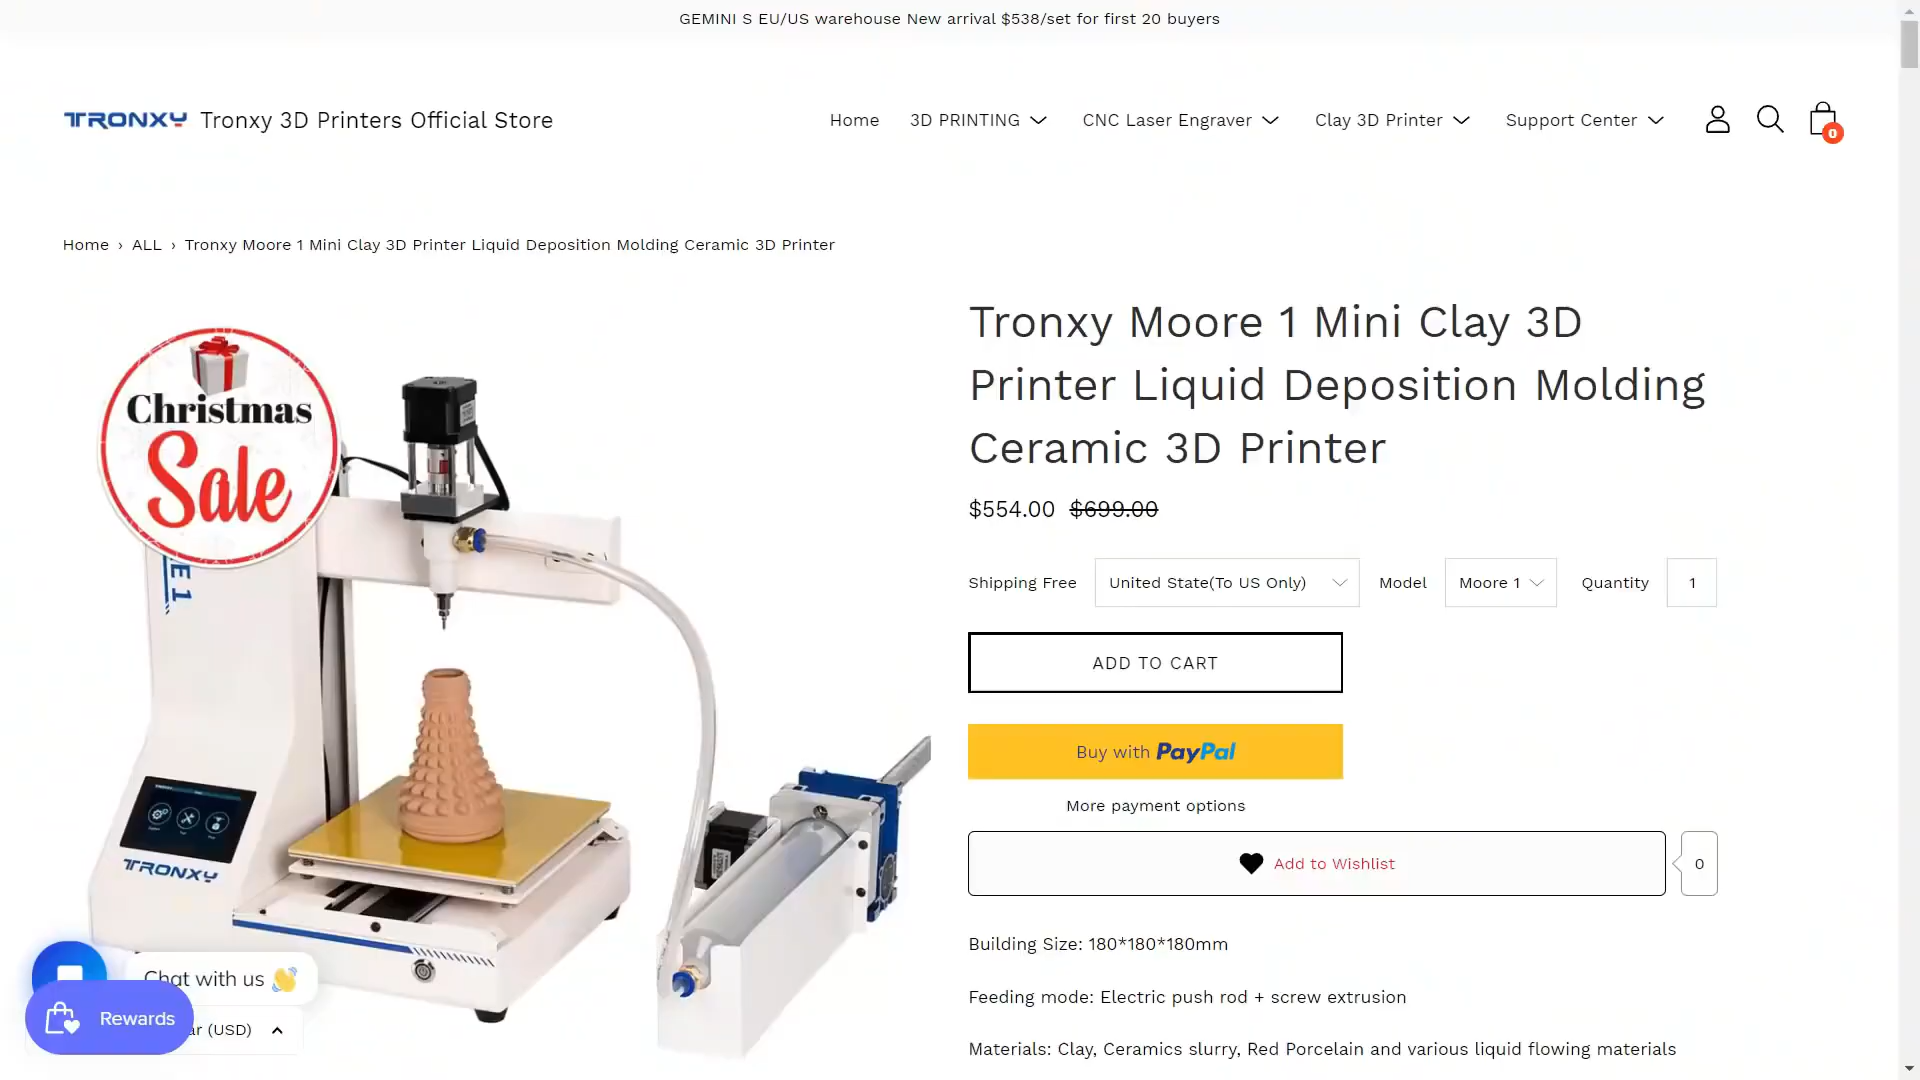 GEMINI S EU/US warehouse New arrival $538/set for first 20 buyers
TRONXY Tronxy 3D Printers Official Store
Home 3D PRINTING CNC Laser Engraver Clay 3D Printer Support Center 0
Home › ALL › Tronxy Moore 1 Mini Clay 3D Printer Liquid Deposition Molding Ceramic 3D Printer
Christmas
Sale
E 1
TRONXY
Tronxy Moore 1 Mini Clay 3D
Printer Liquid Deposition Molding
Ceramic 3D Printer
$554.00 $699.00
Shipping Free United State(To US Only) Model Moore 1 Quantity 1
ADD TO CART
Buy with PayPal
More payment options
Add to Wishlist 0
Building Size: 180*180*180mm
Feeding mode: Electric push rod + screw extrusion
Materials: Clay, Ceramics slurry, Red Porcelain and various liquid flowing materials
Chat with us 👋
Rewards
ar (USD)